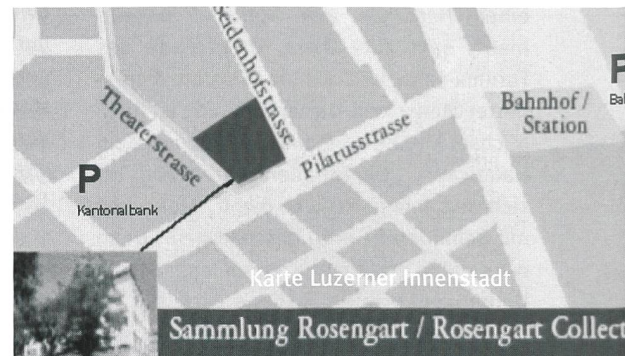 Seidenhofstrasse
Theaterstrasse
Pilatusstrasse
P
Bahnhof /
Station
P
Kantonalbank
Karte Luzerner Innenstadt
Sammlung Rosengart / Rosengart Collect